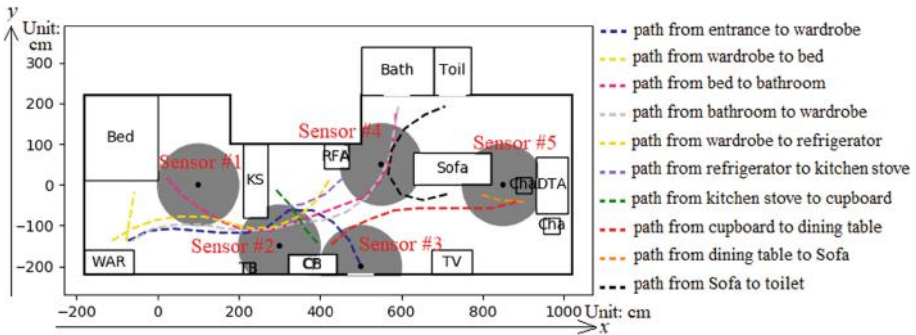 y
Unit:
cm
300
200
100
0
−100
−200
Bath
Toil
Bed
Sensor #1
Sensor #4
Sensor #5
RFA
KS
Sofa
Cha
DTA
Cha
Sensor #2
Sensor #3
WAR
TB
CB
TV
−200
0
200
400
600
800
1000
Unit: cm
x
path from entrance to wardrobe
path from wardrobe to bed
path from bed to bathroom
path from bathroom to wardrobe
path from wardrobe to refrigerator
path from refrigerator to kitchen stove
path from kitchen stove to cupboard
path from cupboard to dining table
path from dining table to Sofa
path from Sofa to toilet